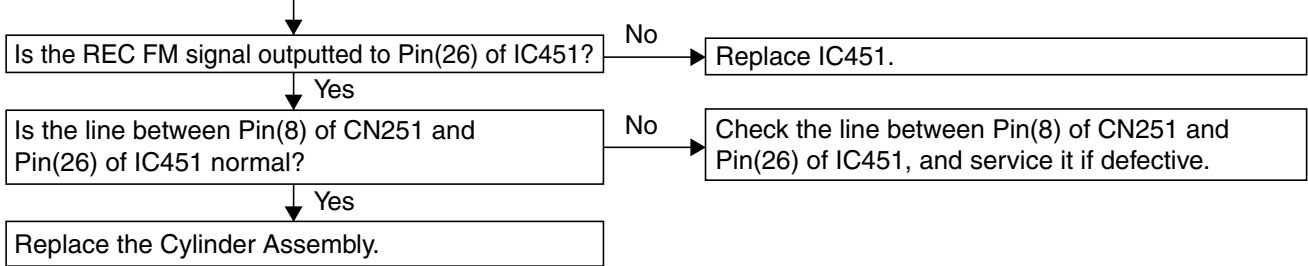 Is the REC FM signal outputted to Pin(26) of IC451?
No
Replace IC451.
Yes
Is the line between Pin(8) of CN251 and
Pin(26) of IC451 normal?
No
Check the line between Pin(8) of CN251 and
Pin(26) of IC451, and service it if defective.
Yes
Replace the Cylinder Assembly.